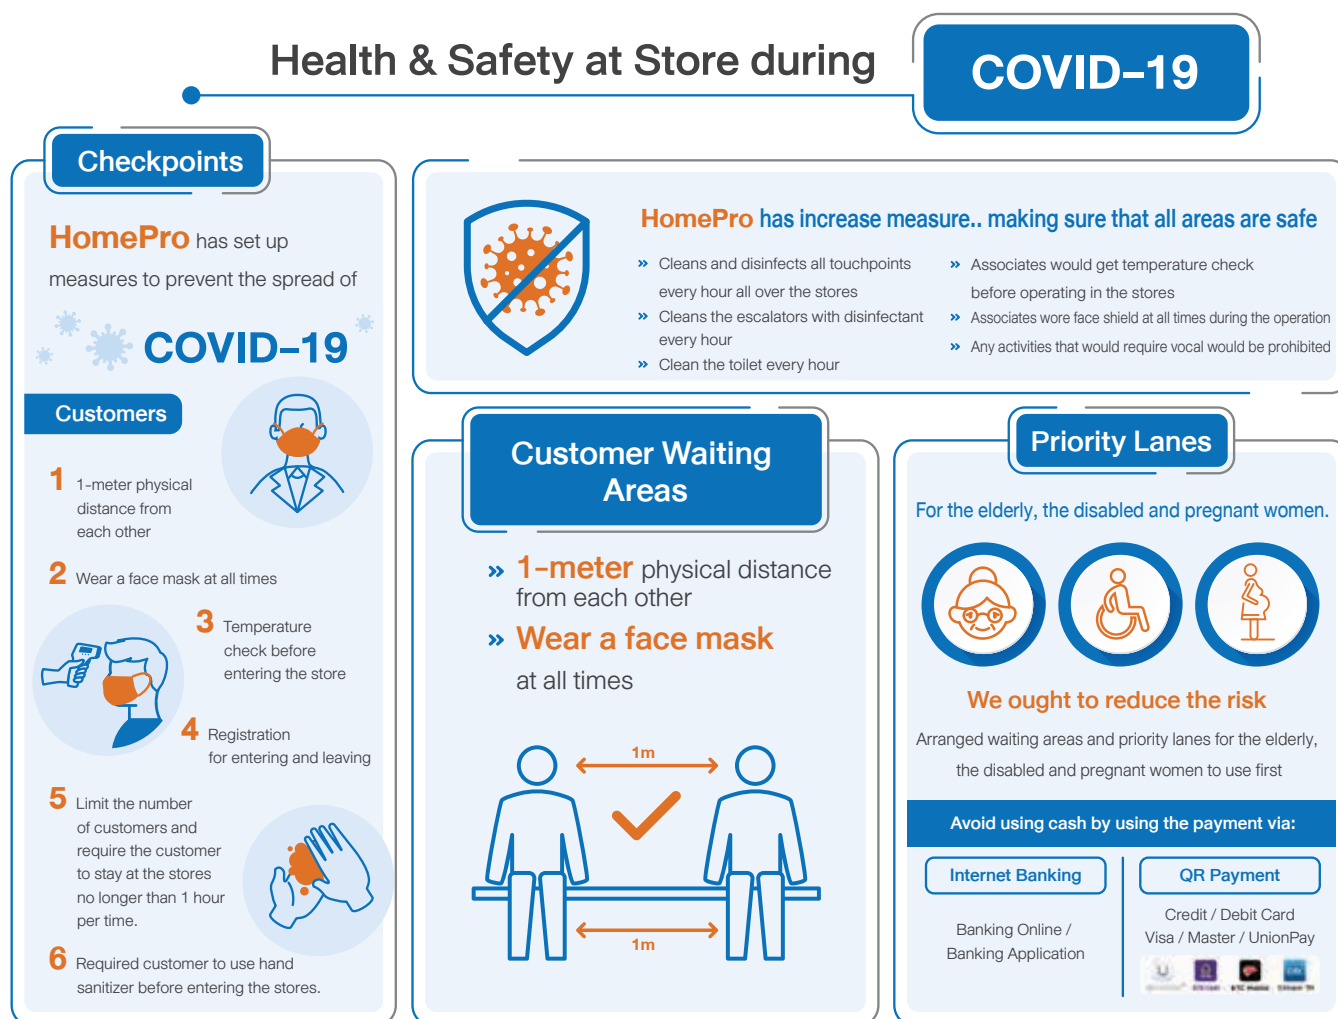 Health & Safety at Store during
COVID-19
Checkpoints
HomePro has set up
measures to prevent the spread of
COVID-19
Customers
1 1-meter physical
distance from
each other
2 Wear a face mask at all times
3 Temperature
check before
entering the store
4 Registration
for entering and leaving
5 Limit the number
of customers and
require the customer
to stay at the stores
no longer than 1 hour
per time.
6 Required customer to use hand
sanitizer before entering the stores.
HomePro has increase measure.. making sure that all areas are safe
» Cleans and disinfects all touchpoints
every hour all over the stores
» Cleans the escalators with disinfectant
every hour
» Clean the toilet every hour
» Associates would get temperature check
before operating in the stores
» Associates wore face shield at all times during the operation
» Any activities that would require vocal would be prohibited
Customer Waiting
Areas
» 1-meter physical distance
from each other
» Wear a face mask
at all times
1m
1m
Priority Lanes
For the elderly, the disabled and pregnant women.
We ought to reduce the risk
Arranged waiting areas and priority lanes for the elderly,
the disabled and pregnant women to use first
Avoid using cash by using the payment via:
Internet Banking
Banking Online /
Banking Application
QR Payment
Credit / Debit Card
Visa / Master / UnionPay